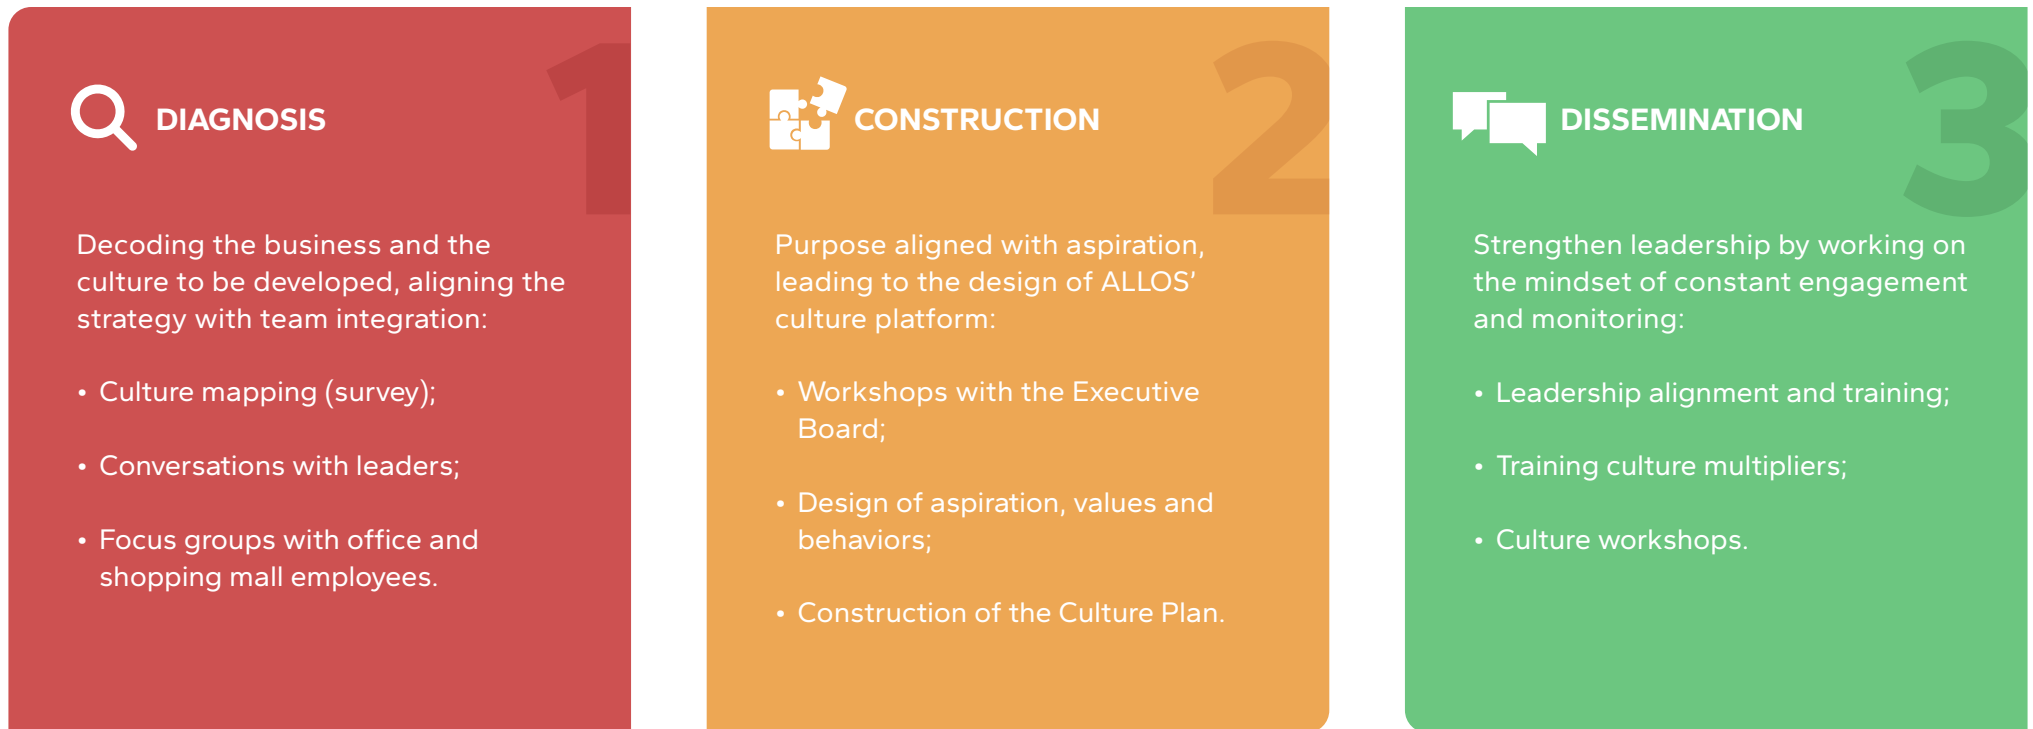 1
DIAGNOSIS
Decoding the business and the
culture to be developed, aligning the
strategy with team integration:
• Culture mapping (survey);
• Conversations with leaders;
• Focus groups with office and
shopping mall employees.
2
CONSTRUCTION
Purpose aligned with aspiration,
leading to the design of ALLOS’
culture platform:
• Workshops with the Executive
Board;
• Design of aspiration, values and
behaviors;
• Construction of the Culture Plan.
3
DISSEMINATION
Strengthen leadership by working on
the mindset of constant engagement
and monitoring:
• Leadership alignment and training;
• Training culture multipliers;
• Culture workshops.